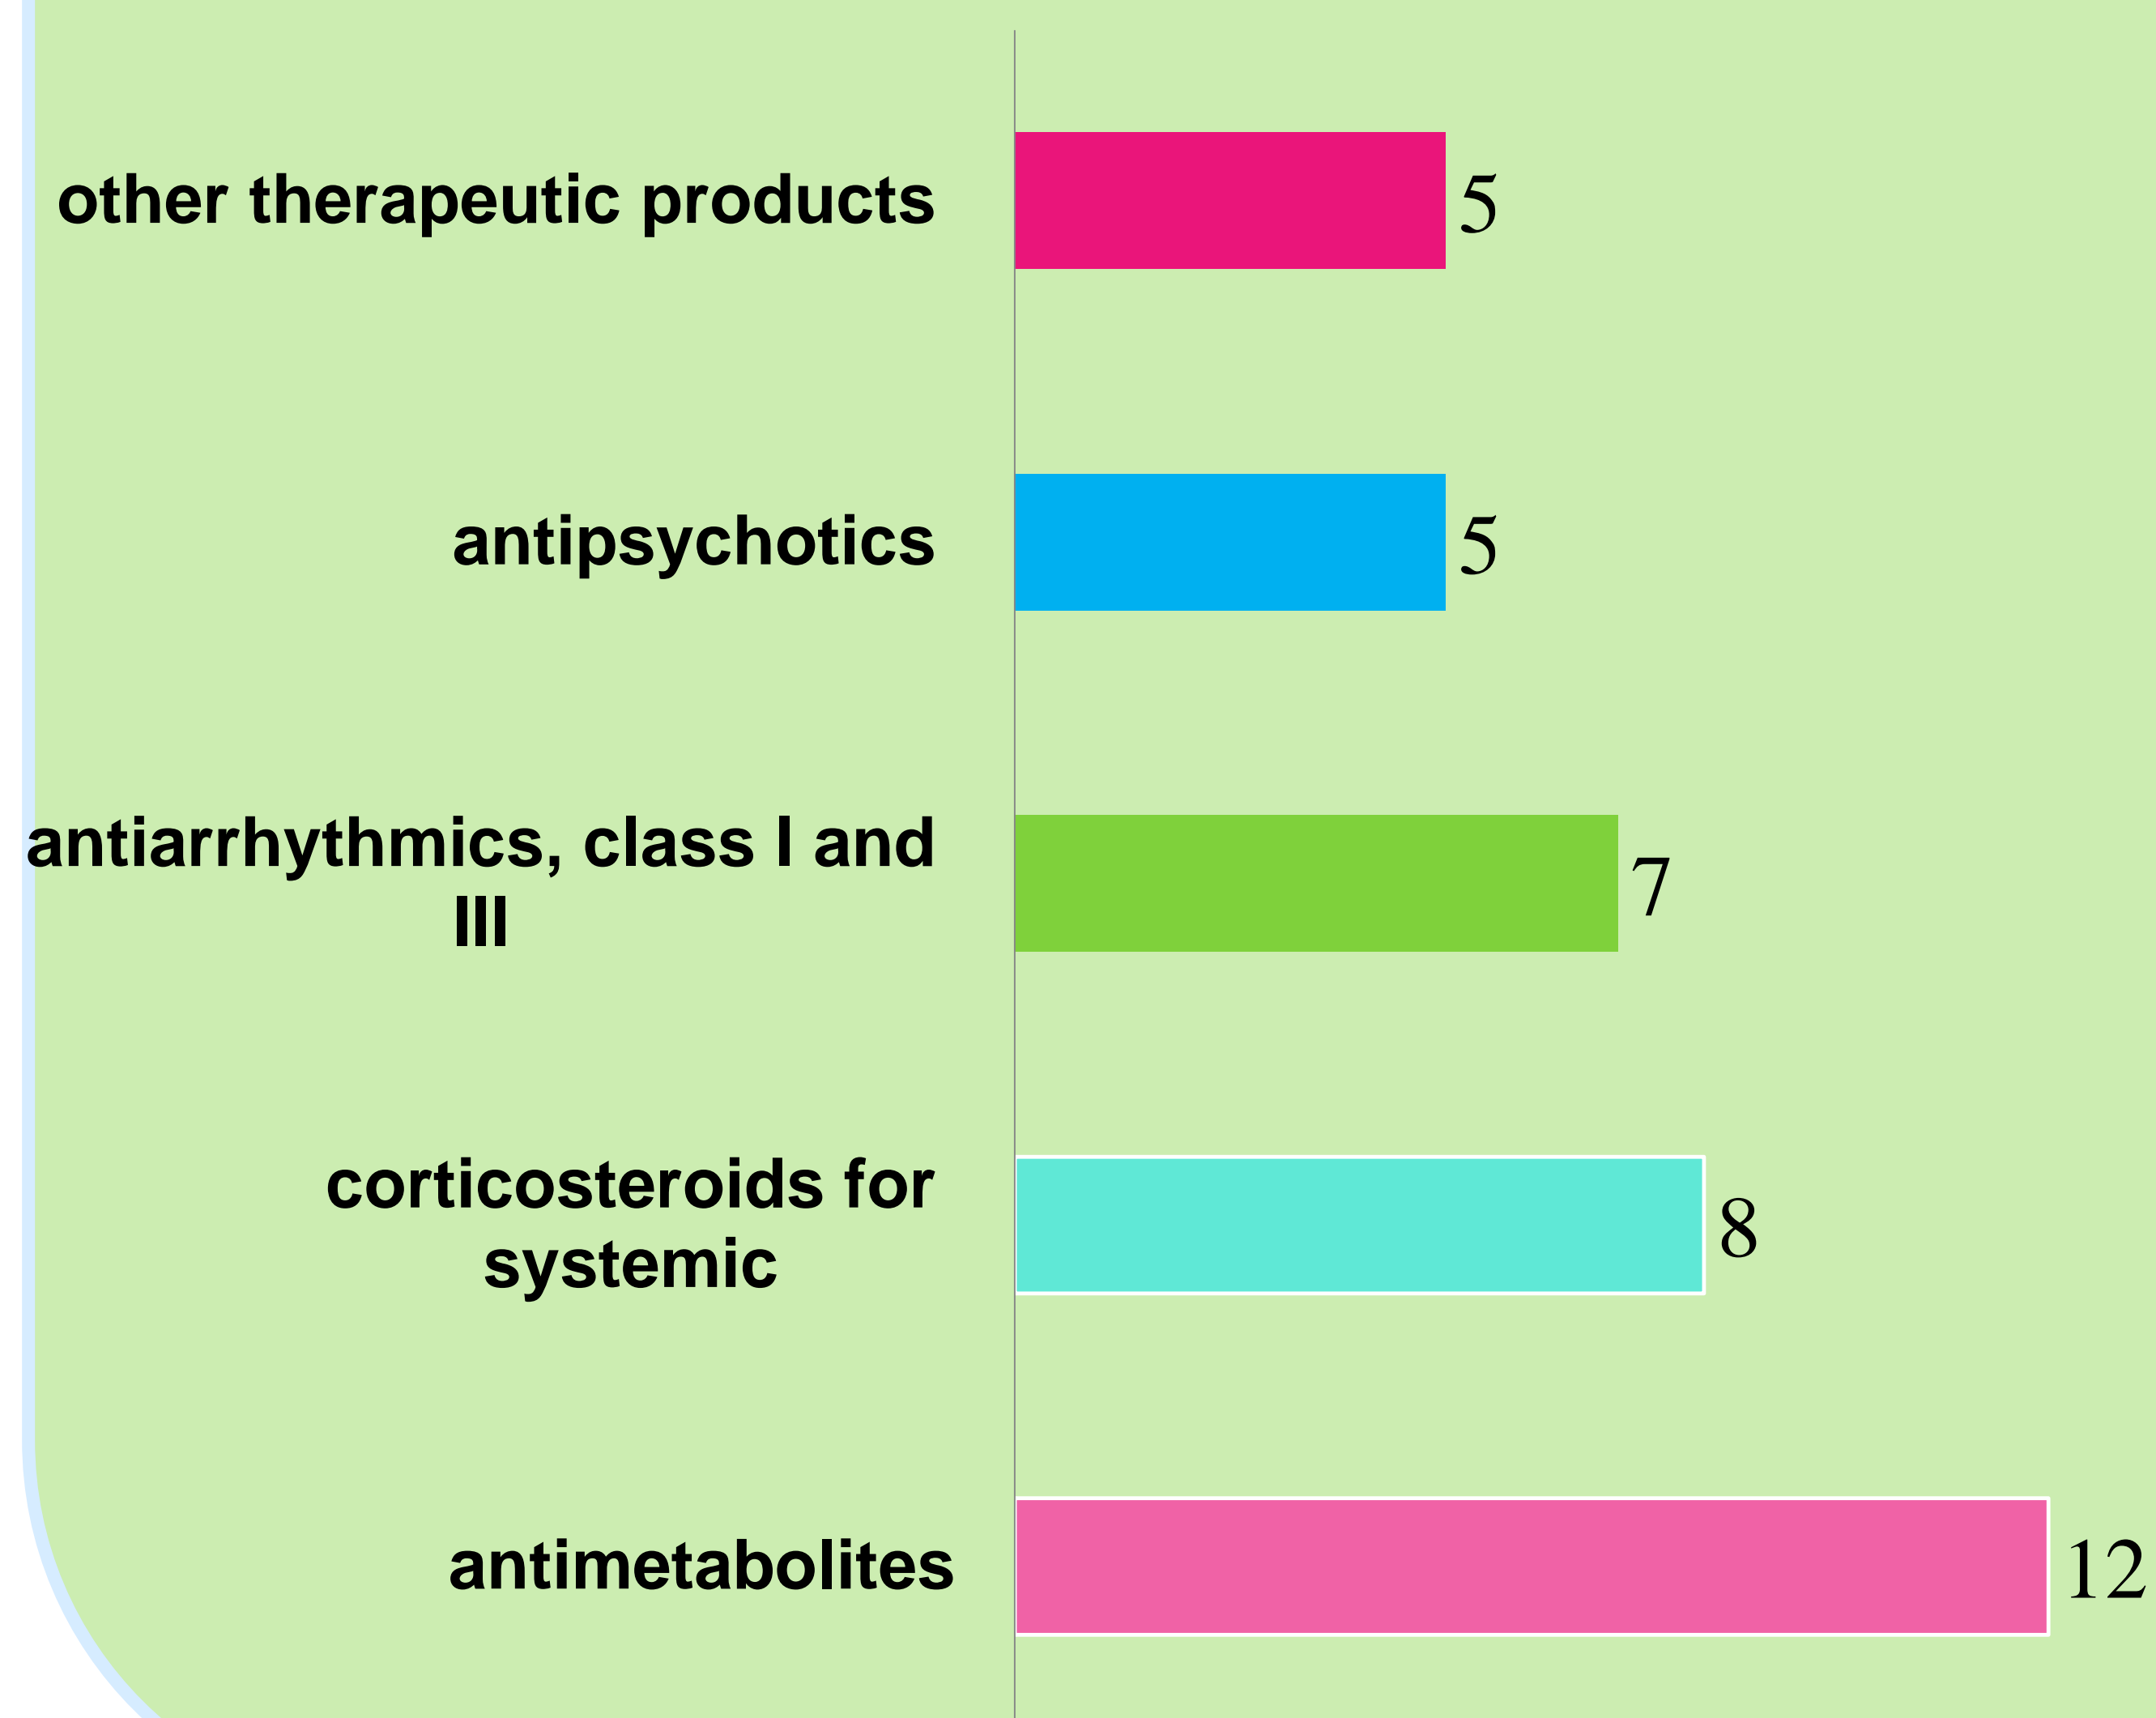 other therapeutic products
5
antipsychotics
5
antiarrhythmics, class I and
III
7
corticosteroids for
systemic
8
antimetabolites
12